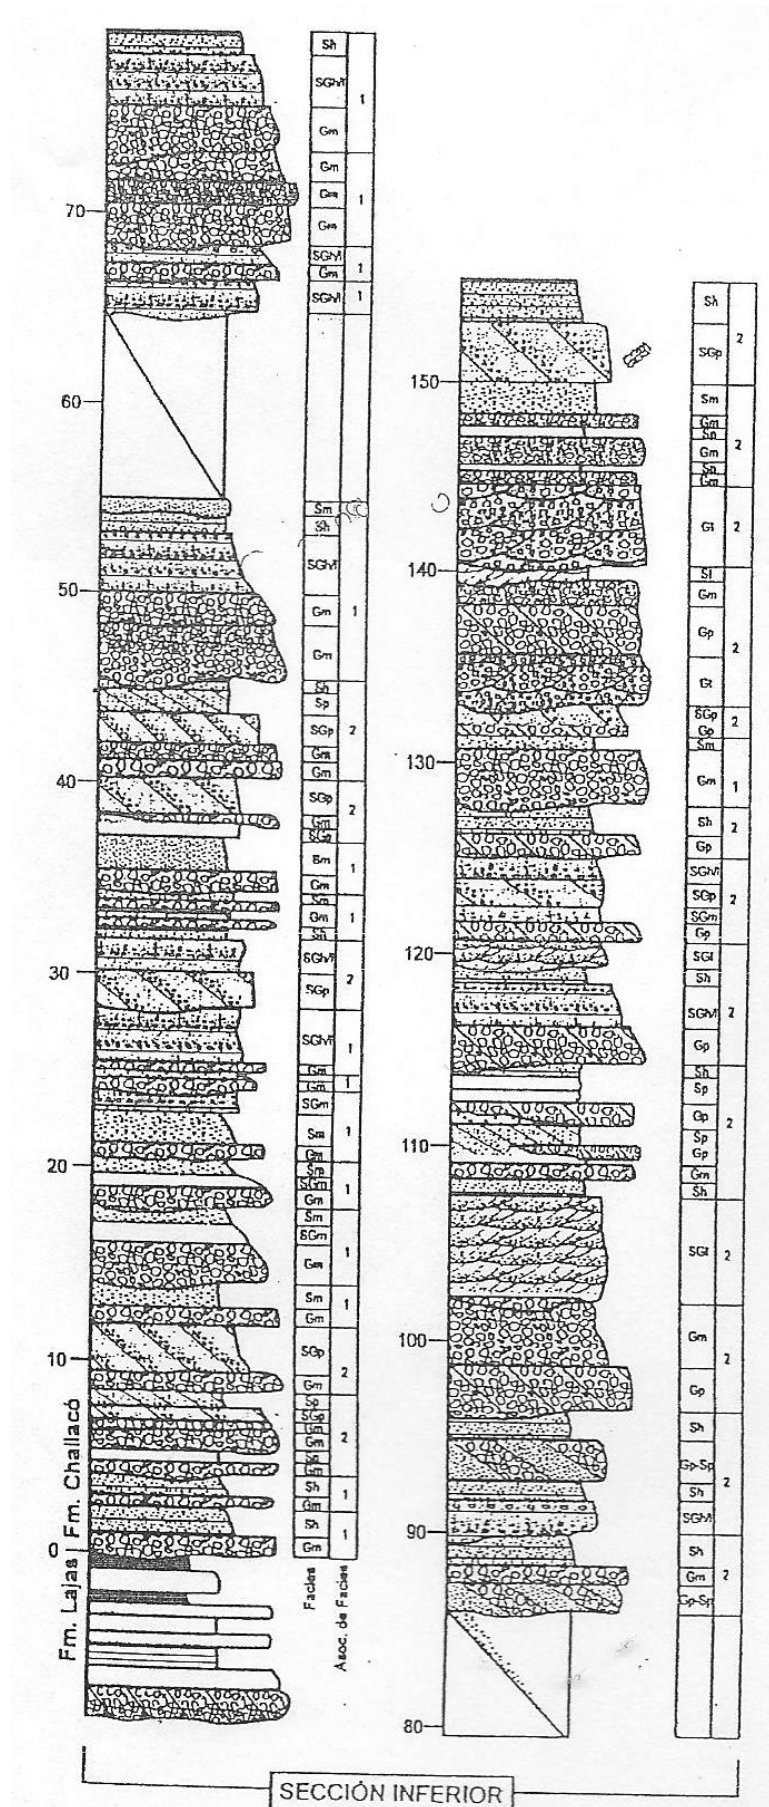 Sh
SGh/l 1
Gm
Gm
Gm 1
70
Gm
SGh/l
Gm 1
SGh/l 1
60
Sm
Sh
SGh/l
50
Gm 1
Gm
Sh
Sp
SGp 2
Gm
Gm
40
SGp
Gm 2
SGp
Sm
Gm 1
Sm
Gm 1
Sh
SGh/l
30
SGp 2
SGh/l 1
Gm
Gm 1
SGm
Sm 1
Gm
20
Sm
SGm 1
Gm
Sm
SGm
Gm 1
Sm 1
Gm
10
SGp
Gm 2
Sp
SGp
Gm
Gm 2
Sm
Gm
Sh 1
Gm
Sh 1
Gm
0
Fm. Lajas | Fm. Challacó
Facies
Asoc. de Facies
Sh
2
SGp
150
Sm
Gm
Sm 2
Gm
Sm
Gm
Gt 2
140
Sl
Gm
Gp 2
Gt
SGp 2
Gp
130
Sm
Gm 1
Sh 2
Gp
SGh/l
SGp 2
SGm
Gp
120
SGt
Sh
SGh/l 2
Gp
Sh
Sp
Gp 2
110
Sp
Gp
Gm
Sh
SGt 2
100
Gm
2
Gp
Sh
Gp-Sp
2
Sh
SGh/l
90
Sh
Gm 2
Gp-Sp
80
SECCIÓN INFERIOR